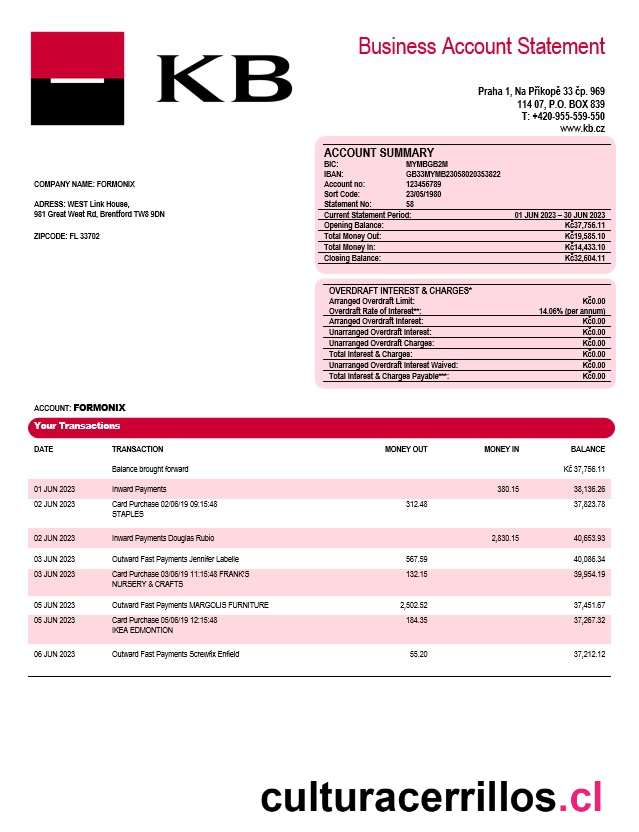 KB
Business Account Statement
Praha 1, Na Příkopě 33 čp. 969
114 07, P.O. BOX 839
T: +420-955-559-550
www.kb.cz
ACCOUNT SUMMARY
BIC: MYMBGB2M
IBAN: GB33MYMB23058020353822
Account no: 123456789
Sort Code: 23/05/1980
Statement No: 58
Current Statement Period: 01 JUN 2023 – 30 JUN 2023
Opening Balance: Kč37,756.11
Total Money Out: Kč19,585.10
Total Money In: Kč14,433.10
Closing Balance: Kč32,604.11
COMPANY NAME: FORMONIX
ADRESS: WEST Link House,
981 Great West Rd, Brentford TW8 9DN
ZIPCODE: FL 33702
OVERDRAFT INTEREST & CHARGES*
Arranged Overdraft Limit: Kč0.00
Overdraft Rate of Interest**: 14.06% (per annum)
Arranged Overdraft Interest: Kč0.00
Unarranged Overdraft Interest: Kč0.00
Unarranged Overdraft Charges: Kč0.00
Total Interest & Charges: Kč0.00
Unarranged Overdraft Interest Waived: Kč0.00
Total Interest & Charges Payable***: Kč0.00
ACCOUNT: FORMONIX
Your Transactions
DATE TRANSACTION MONEY OUT MONEY IN BALANCE
Balance brought forward Kč 37,756.11
01 JUN 2023 Inward Payments 380.15 38,136.26
02 JUN 2023 Card Purchase 02/06/19 09:15:48 312.48 37,823.78
STAPLES
02 JUN 2023 Inward Payments Douglas Rubio 2,830.15 40,653.93
03 JUN 2023 Outward Fast Payments Jennifer Labelle 567.59 40,086.34
03 JUN 2023 Card Purchase 03/06/19 11:15:48 FRANK'S 132.15 39,954.19
NURSERY & CRAFTS
05 JUN 2023 Outward Fast Payments MARGOLIS FURNITURE 2,502.52 37,451.67
05 JUN 2023 Card Purchase 05/06/19 12:15:48 184.35 37,267.32
IKEA EDMONTION
06 JUN 2023 Outward Fast Payments Screwfix Enfield 55.20 37,212.12
culturacerrillos.cl